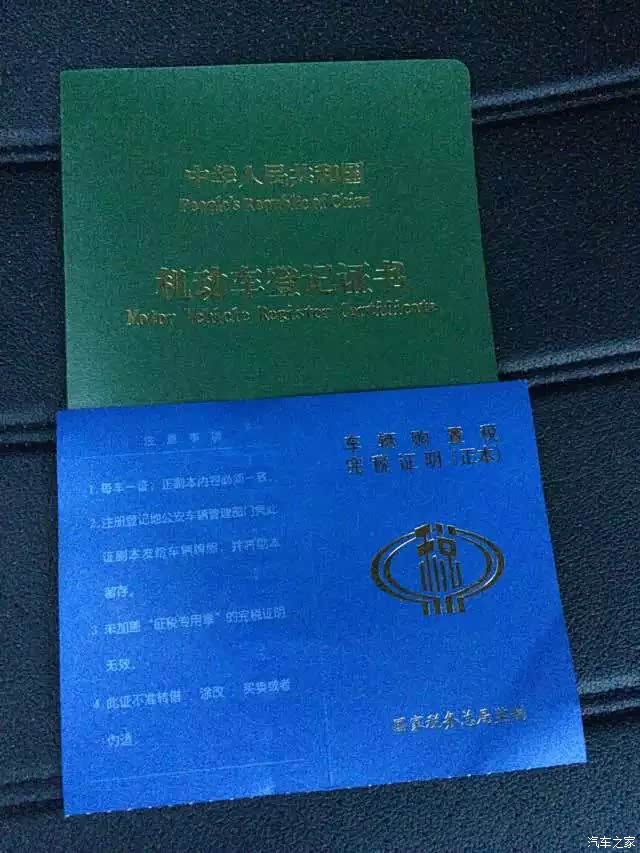 中华人民共和国
People's Republic of China
机动车登记证书
Motor Vehicle Register Certificate
注意事项
1.每车一证，正副本内容必须一致。
2.注册登记地公安车辆管理部门凭此
证副本发给车辆牌照，并将副本
留存。
3.未加盖“征税专用章”的完税证明
无效。
4.此证不准转借、涂改、买卖或者
伪造
车辆购置税
完税证明(正本)
税
国家税务总局监制
汽车之家